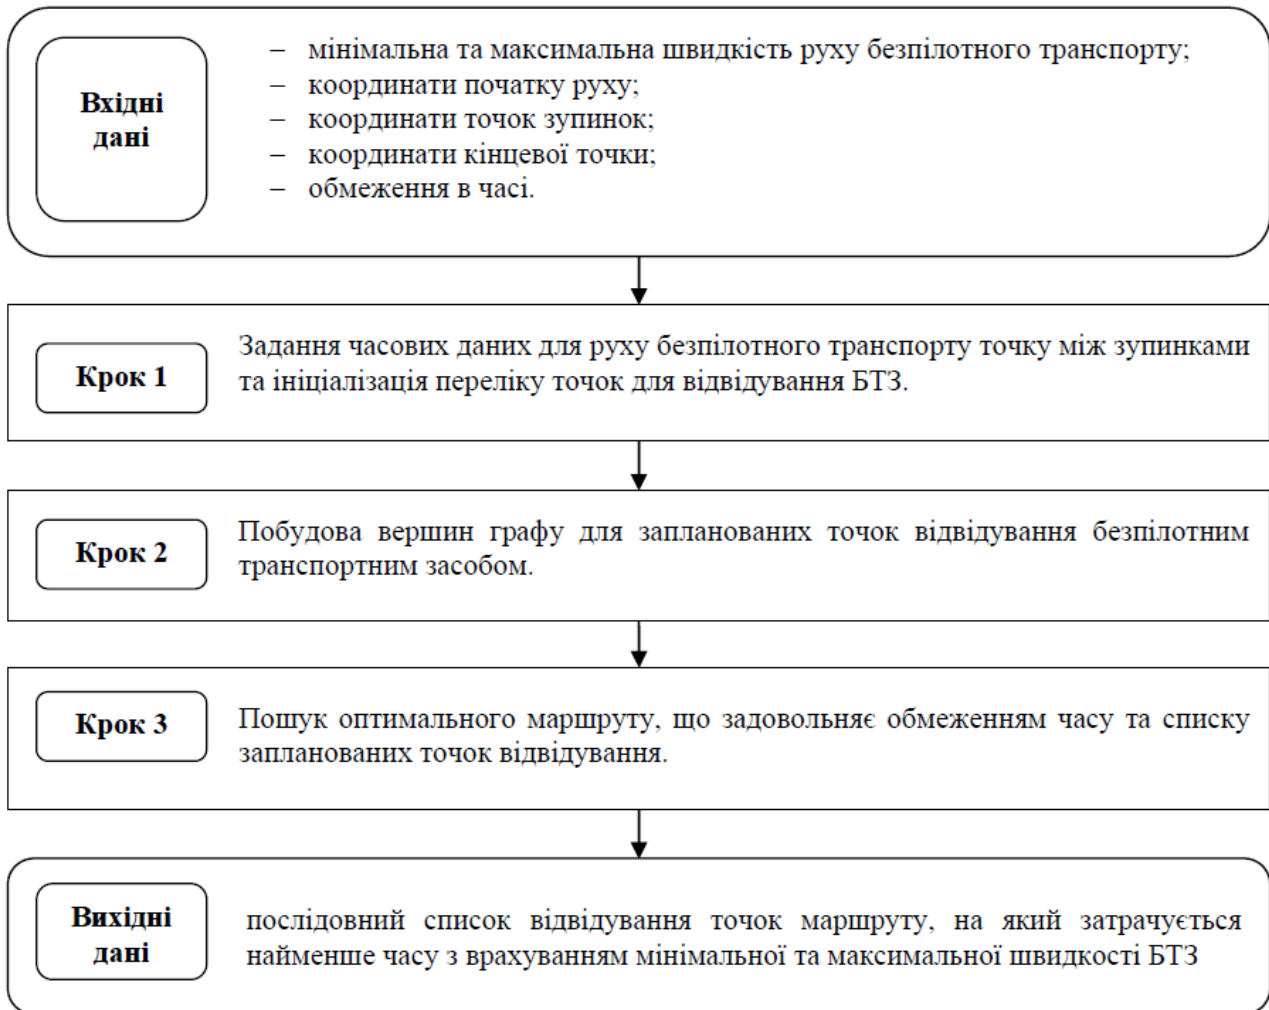 Вхідні
дані
– мінімальна та максимальна швидкість руху безпілотного транспорту;
– координати початку руху;
– координати точок зупинок;
– координати кінцевої точки;
– обмеження в часі.
Крок 1
Задання часових даних для руху безпілотного транспорту точку між зупинками
та ініціалізація переліку точок для відвідування БТЗ.
Крок 2
Побудова вершин графу для запланованих точок відвідування безпілотним
транспортним засобом.
Крок 3
Пошук оптимального маршруту, що задовольняє обмеженням часу та списку
запланованих точок відвідування.
Вихідні
дані
послідовний список відвідування точок маршруту, на який затрачується
найменше часу з врахуванням мінімальної та максимальної швидкості БТЗ